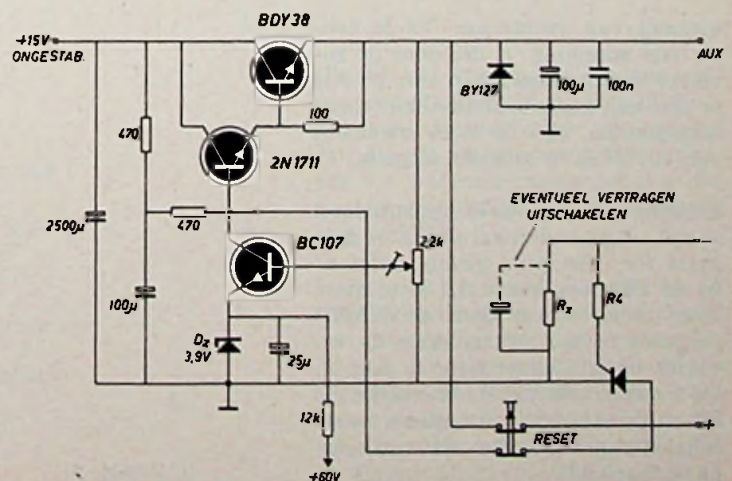 BDY38
+15V
ONGESTAB.
AUX
BY127
100µ
100n
100
470
2N1711
2500µ
470
EVENTUEEL VERTRAGEN
UITSCHAKELEN
BC107
2,2k
−
100µ
Rx
R4
Dz
3,9V
25µ
12k
+
RESET
+60V